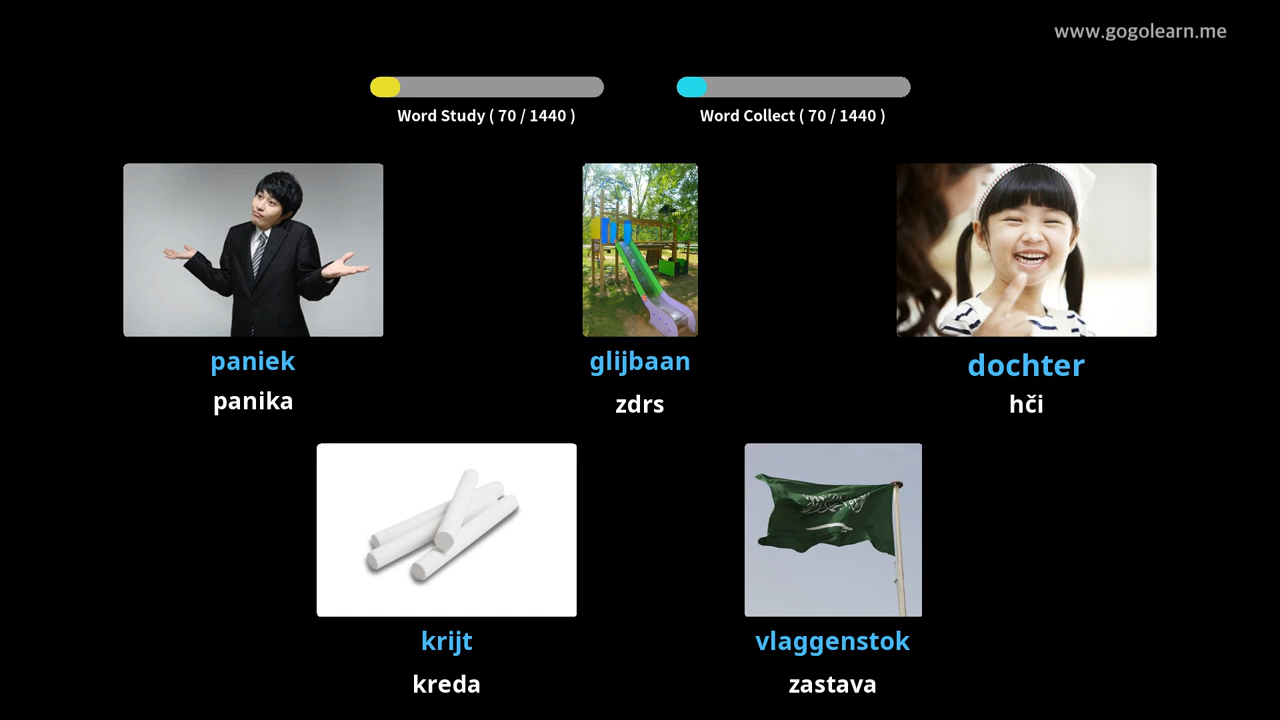 www.gogolearn.me
Word Study ( 70 / 1440 )
Word Collect ( 70 / 1440 )
paniek
glijbaan
dochter
panika
zdrs
hči
krijt
vlaggenstok
kreda
zastava